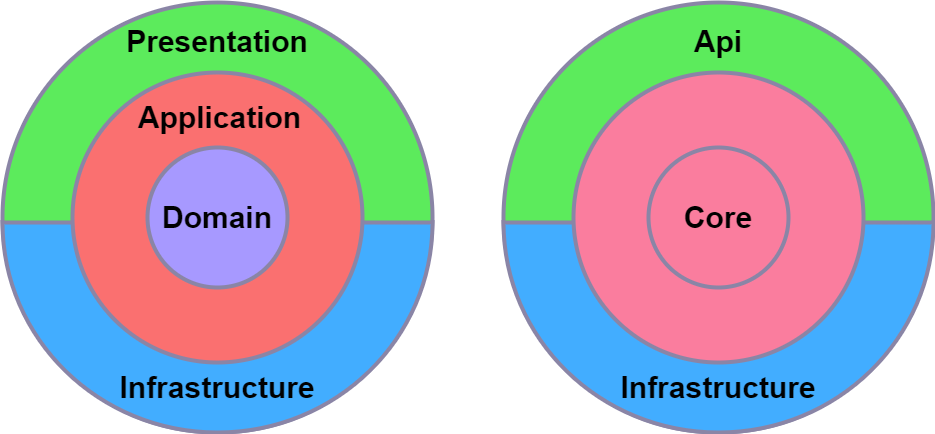 Presentation
Application
Domain
Infrastructure
Api
Core
Infrastructure